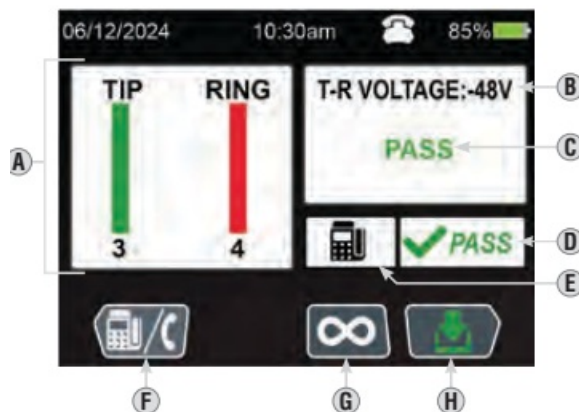 06/12/2024 10:30am 85%
TIP RING
3 4
T-R VOLTAGE:-48V
PASS
PASS
A
B
C
D
E
F
G
H